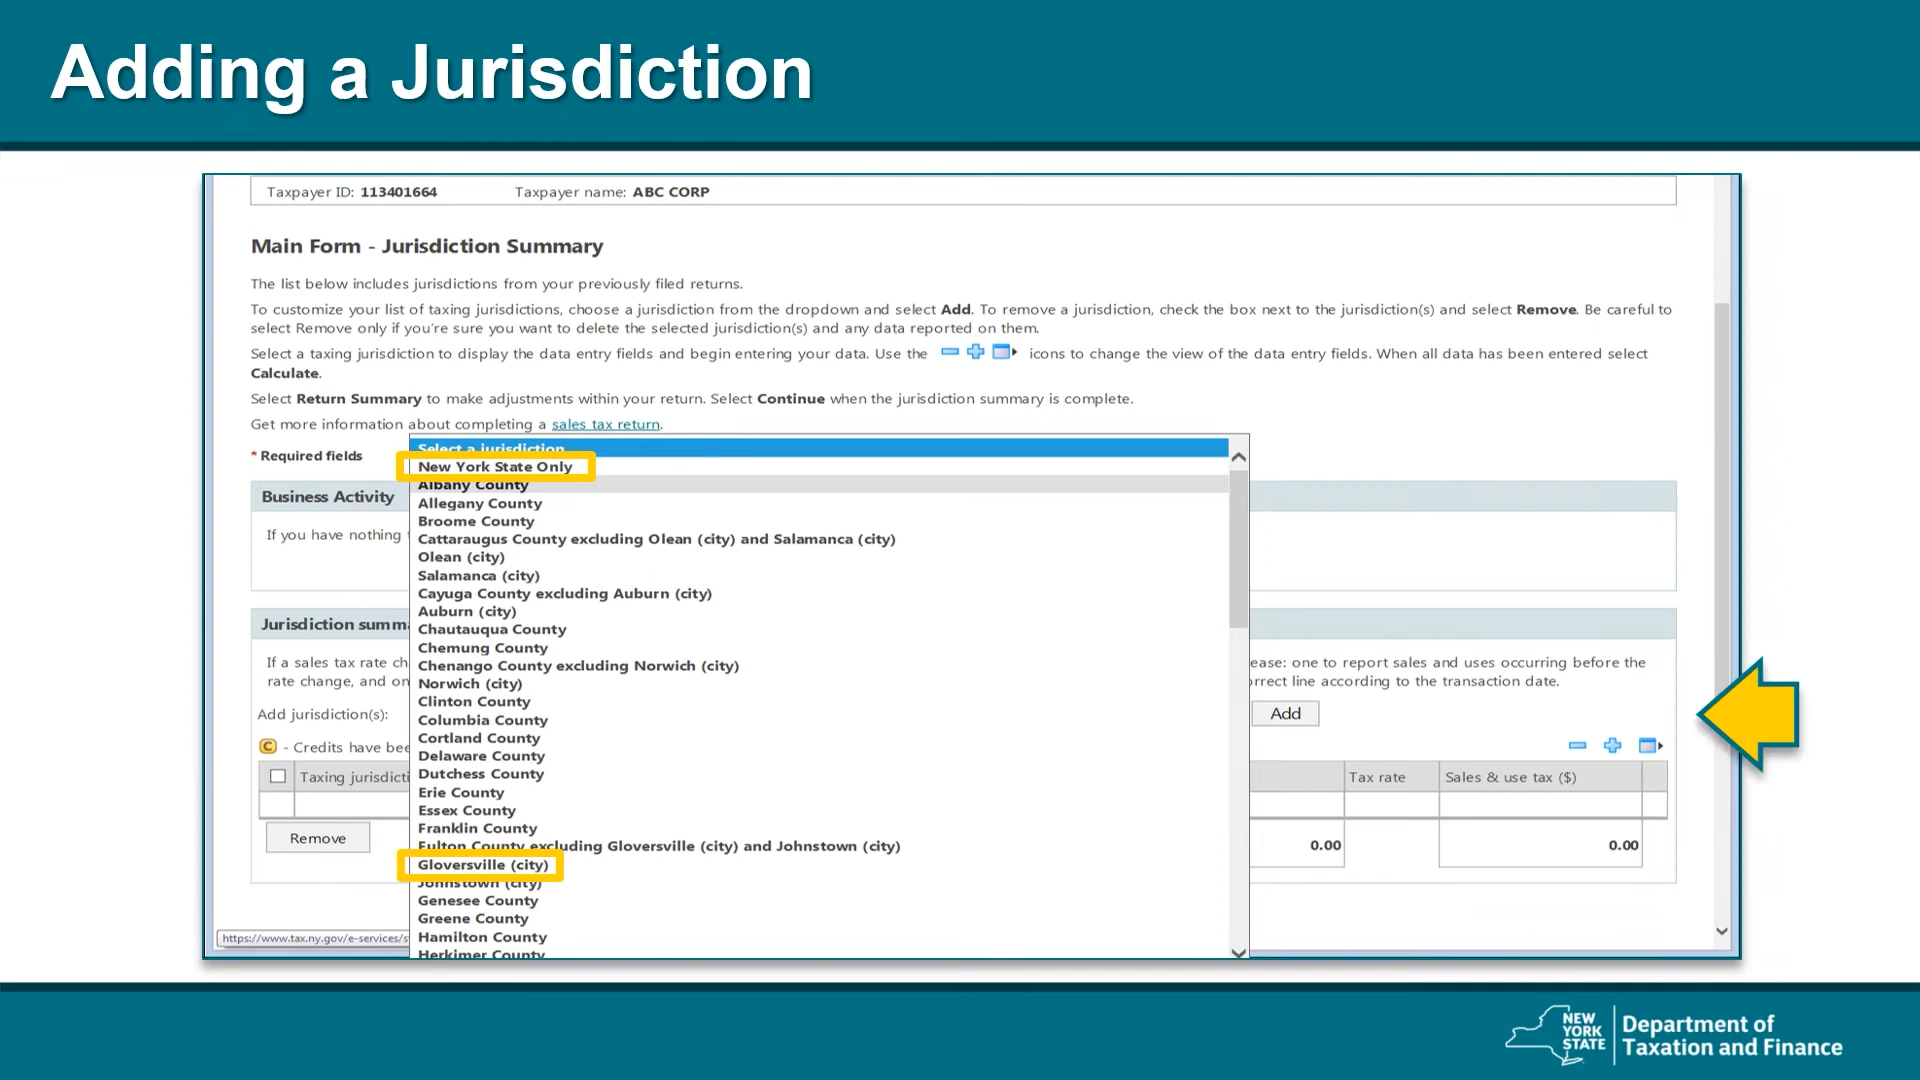 Adding a Jurisdiction
Taxpayer ID: 113401664 Taxpayer name: ABC CORP
Main Form - Jurisdiction Summary
The list below includes jurisdictions from your previously filed returns.
To customize your list of taxing jurisdictions, choose a jurisdiction from the dropdown and select Add. To remove a jurisdiction, check the box next to the jurisdiction(s) and select Remove. Be careful to
select Remove only if you're sure you want to delete the selected jurisdiction(s) and any data reported on them.
Select a taxing jurisdiction to display the data entry fields and begin entering your data. Use the icons to change the view of the data entry fields. When all data has been entered select
Calculate.
Select Return Summary to make adjustments within your return. Select Continue when the jurisdiction summary is complete.
Get more information about completing a sales tax return.
* Required fields
Business Activity
If you have nothing
Jurisdiction summ
If a sales tax rate ch
rate change, and on
Add jurisdiction(s):
C - Credits have bee
Taxing jurisdicti
Remove
Select a jurisdiction
New York State Only
Albany County
Allegany County
Broome County
Cattaraugus County excluding Olean (city) and Salamanca (city)
Olean (city)
Salamanca (city)
Cayuga County excluding Auburn (city)
Auburn (city)
Chautauqua County
Chemung County
Chenango County excluding Norwich (city)
Norwich (city)
Clinton County
Columbia County
Cortland County
Delaware County
Dutchess County
Erie County
Essex County
Franklin County
Fulton County excluding Gloversville (city) and Johnstown (city)
Gloversville (city)
Johnstown (city)
Genesee County
Greene County
Hamilton County
Herkimer County
ease: one to report sales and uses occurring before the
rrect line according to the transaction date.
Add
Tax rate Sales & use tax ($)
0.00 0.00
https://www.tax.ny.gov/e-services/s
NEW
YORK
STATE
Department of
Taxation and Finance